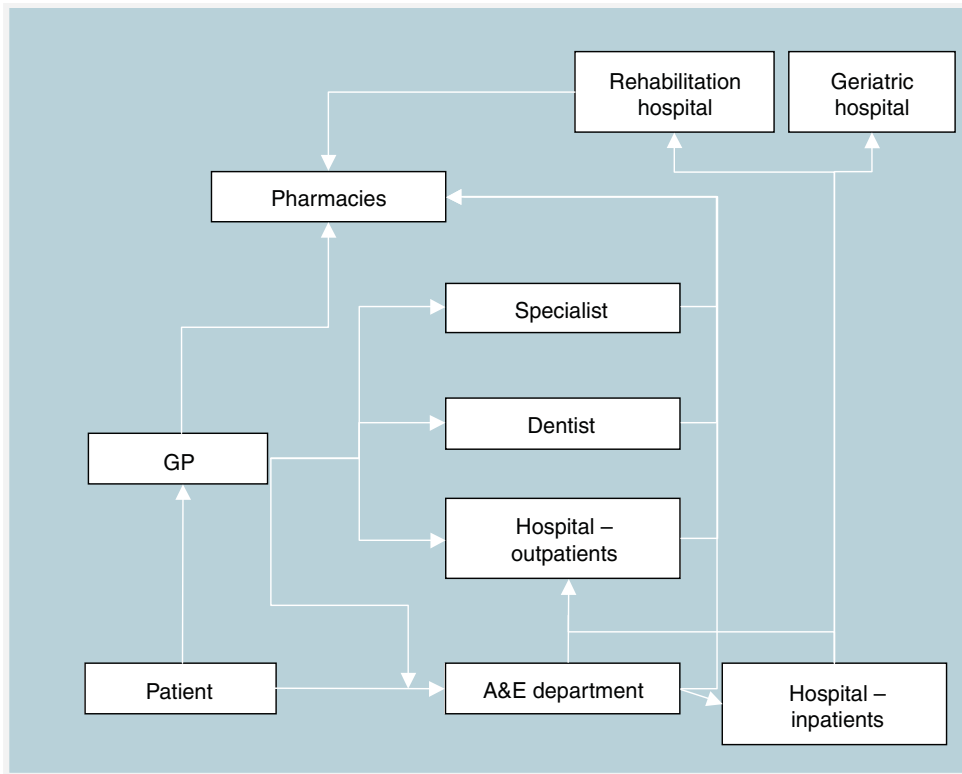 Rehabilitation
hospital
Geriatric
hospital
Pharmacies
Specialist
Dentist
GP
Hospital –
outpatients
Patient
A&E department
Hospital –
inpatients